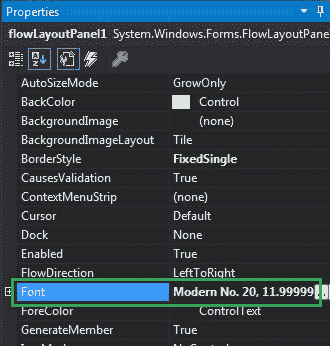 Properties
flowLayoutPanel1 System.Windows.Forms.FlowLayoutPane
AutoSizeMode GrowOnly
BackColor Control
BackgroundImage (none)
BackgroundImageLayout Tile
BorderStyle FixedSingle
CausesValidation True
ContextMenuStrip (none)
Cursor Default
Dock None
Enabled True
FlowDirection LeftToRight
Font Modern No. 20, 11.99999
ForeColor ControlText
GenerateMember True